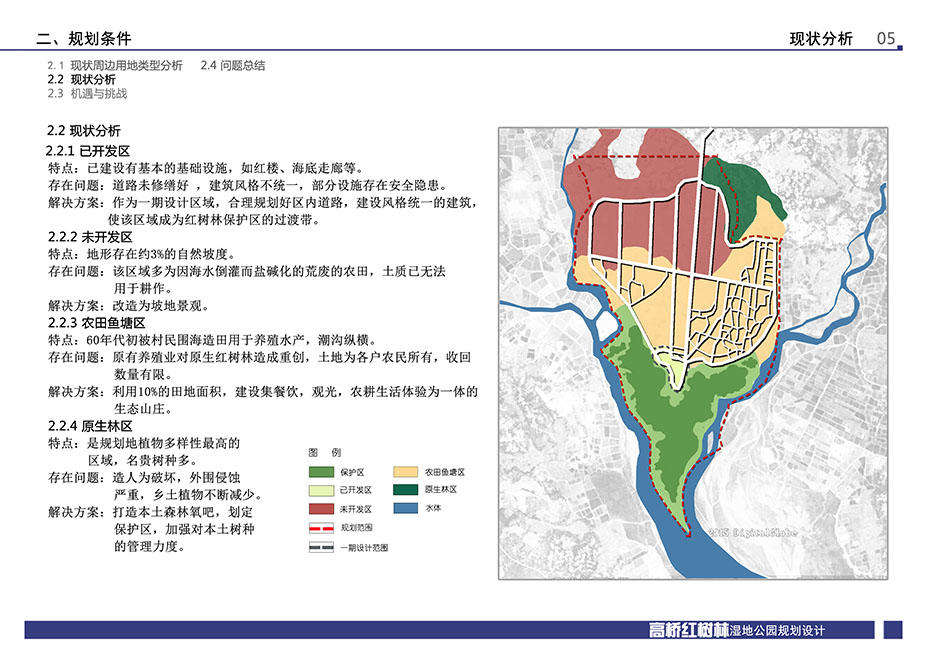 二、规划条件
现状分析 05
2.1 现状周边用地类型分析 2.4 问题总结
2.2 现状分析
2.3 机遇与挑战
2.2 现状分析
2.2.1 已开发区
特点：已建设有基本的基础设施，如红楼、海底走廊等。
存在问题：道路未修缮好 ，建筑风格不统一，部分设施存在安全隐患。
解决方案：作为一期设计区域，合理规划好区内道路，建设风格统一的建筑，
使该区域成为红树林保护区的过渡带。
2.2.2 未开发区
特点：地形存在约3%的自然坡度。
存在问题：该区域多为因海水倒灌而盐碱化的荒废的农田，土质已无法
用于耕作。
解决方案：改造为坡地景观。
2.2.3 农田鱼塘区
特点：60年代初被村民围海造田用于养殖水产，潮沟纵横。
存在问题：原有养殖业对原生红树林造成重创，土地为各户农民所有，收回
数量有限。
解决方案：利用10%的田地面积，建设集餐饮，观光，农耕生活体验为一体的
生态山庄。
2.2.4 原生林区
特点：是规划地植物多样性最高的
区域，名贵树种多。
存在问题：造人为破坏，外围侵蚀
严重，乡土植物不断减少。
解决方案：打造本土森林氧吧，划定
保护区，加强对本土树种
的管理力度。
图 例
保护区 农田鱼塘区
已开发区 原生林区
未开发区 水体
规划范围
一期设计范围
2015 DigitalGlobe
高桥红树林湿地公园规划设计